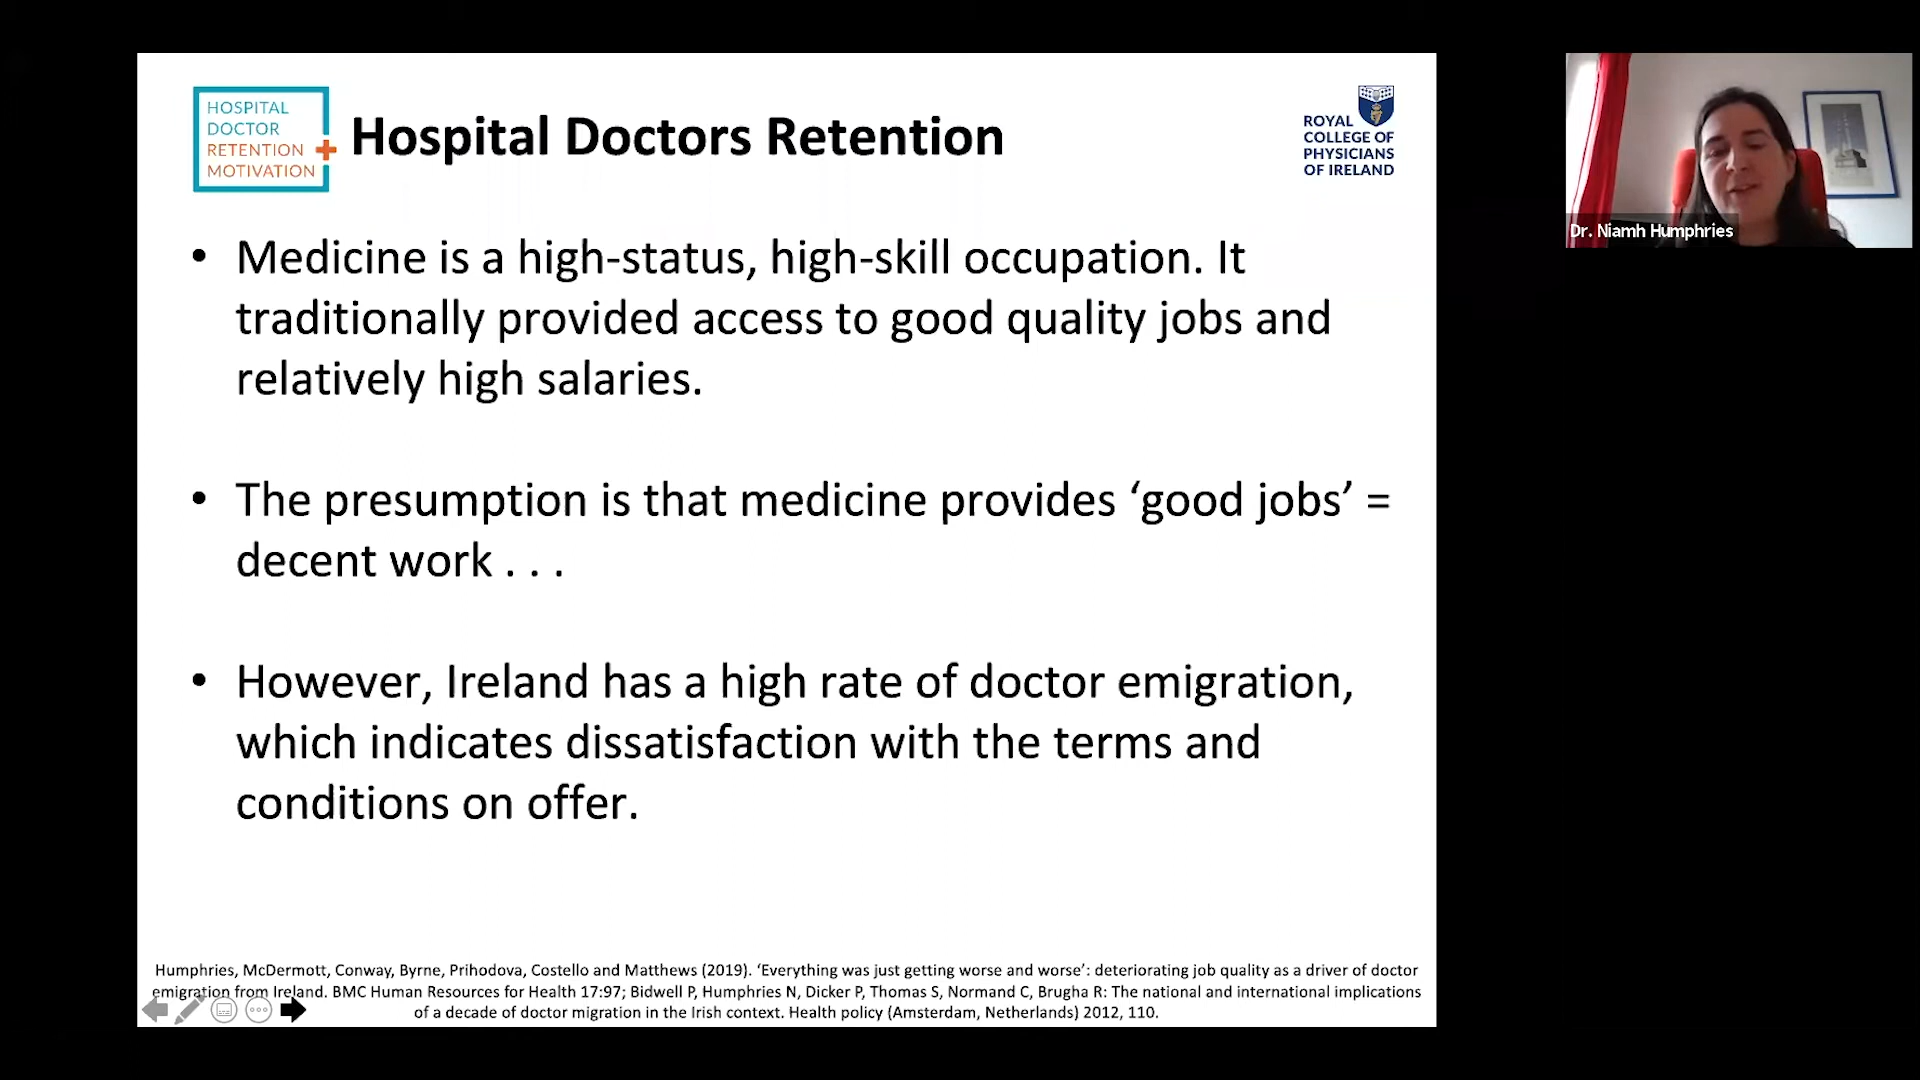 HOSPITAL
DOCTOR
RETENTION +
MOTIVATION
Hospital Doctors Retention
ROYAL
COLLEGE OF
PHYSICIANS
OF IRELAND
Dr. Niamh Humphries
• Medicine is a high-status, high-skill occupation. It
traditionally provided access to good quality jobs and
relatively high salaries.
• The presumption is that medicine provides ‘good jobs’ =
decent work . . .
• However, Ireland has a high rate of doctor emigration,
which indicates dissatisfaction with the terms and
conditions on offer.
Humphries, McDermott, Conway, Byrne, Prihodova, Costello and Matthews (2019). ‘Everything was just getting worse and worse’: deteriorating job quality as a driver of doctor
emigration from Ireland. BMC Human Resources for Health 17:97; Bidwell P, Humphries N, Dicker P, Thomas S, Normand C, Brugha R: The national and international implications
of a decade of doctor migration in the Irish context. Health policy (Amsterdam, Netherlands) 2012, 110.